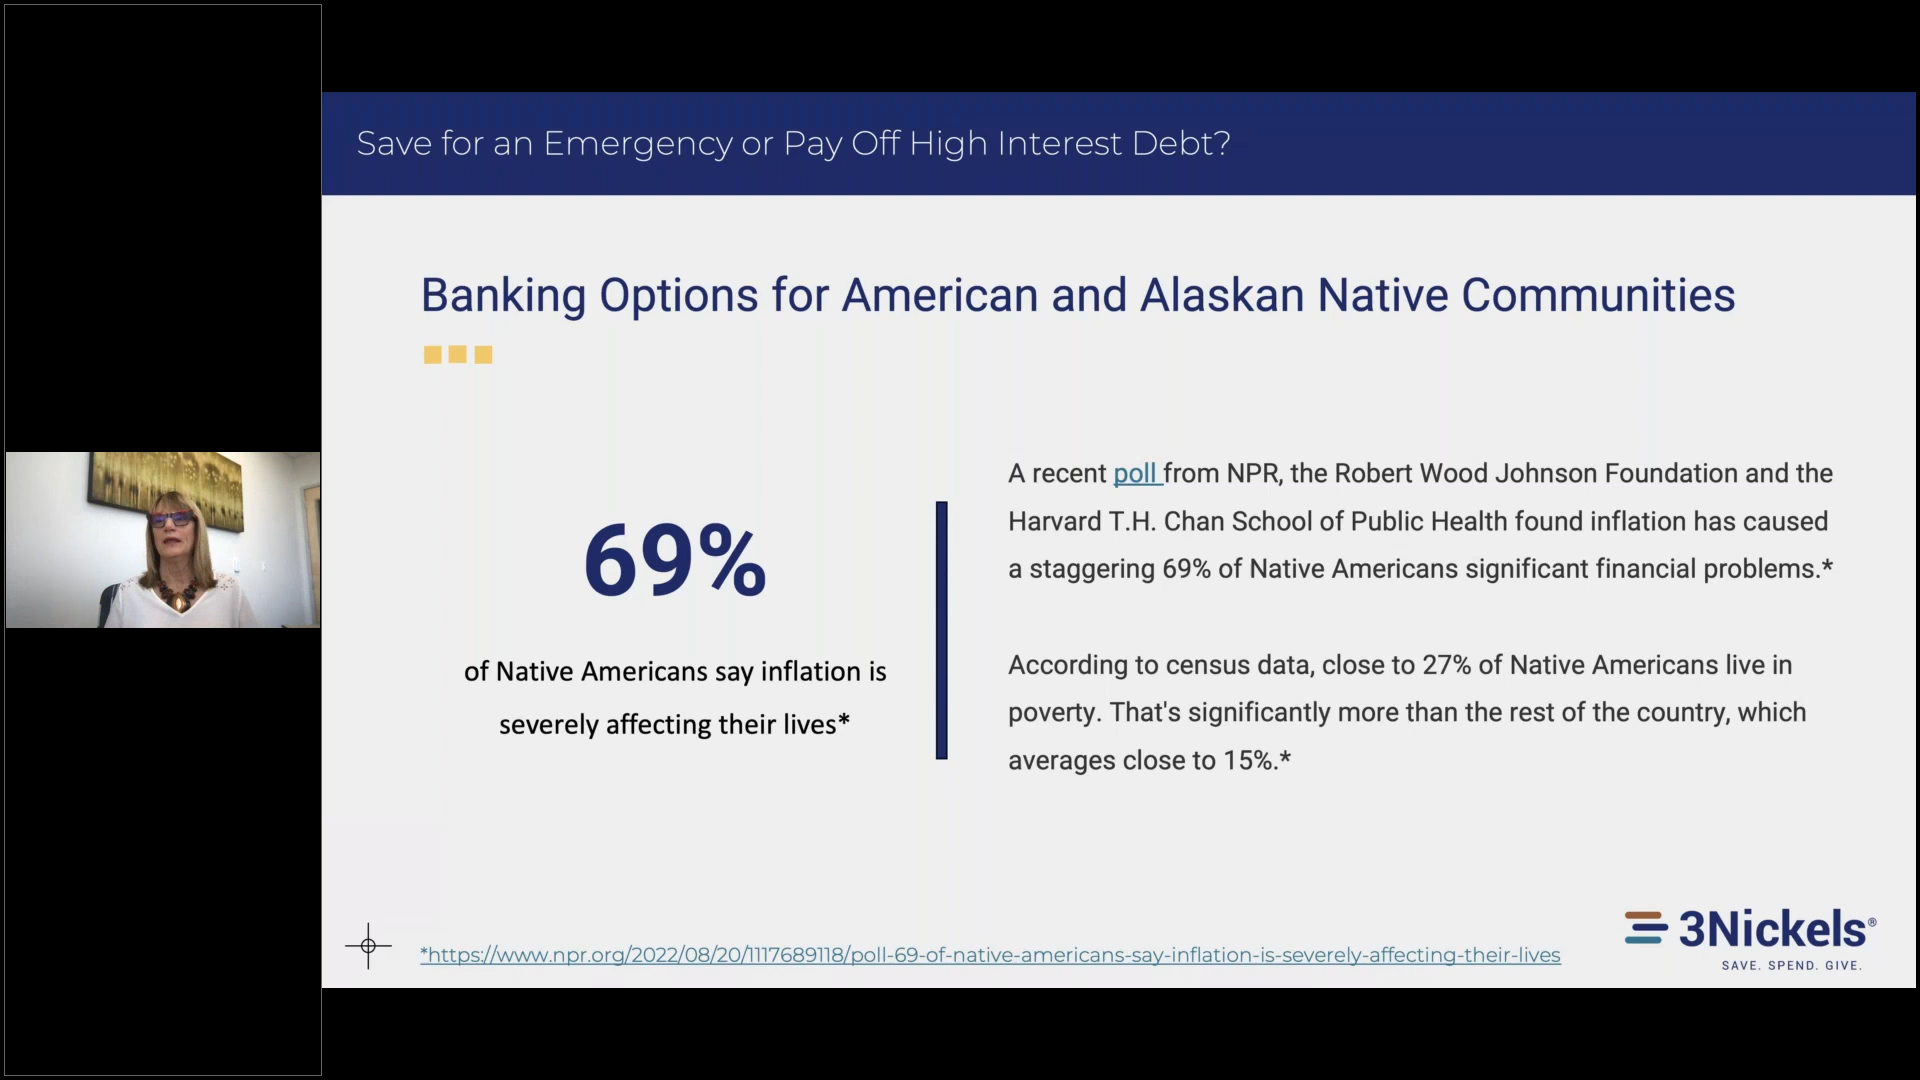 Save for an Emergency or Pay Off High Interest Debt?
Banking Options for American and Alaskan Native Communities
69%
of Native Americans say inflation is
severely affecting their lives*
A recent poll from NPR, the Robert Wood Johnson Foundation and the
Harvard T.H. Chan School of Public Health found inflation has caused
a staggering 69% of Native Americans significant financial problems.*
According to census data, close to 27% of Native Americans live in
poverty. That's significantly more than the rest of the country, which
averages close to 15%.*
*https://www.npr.org/2022/08/20/1117689118/poll-69-of-native-americans-say-inflation-is-severely-affecting-their-lives
3Nickels®
SAVE. SPEND. GIVE.